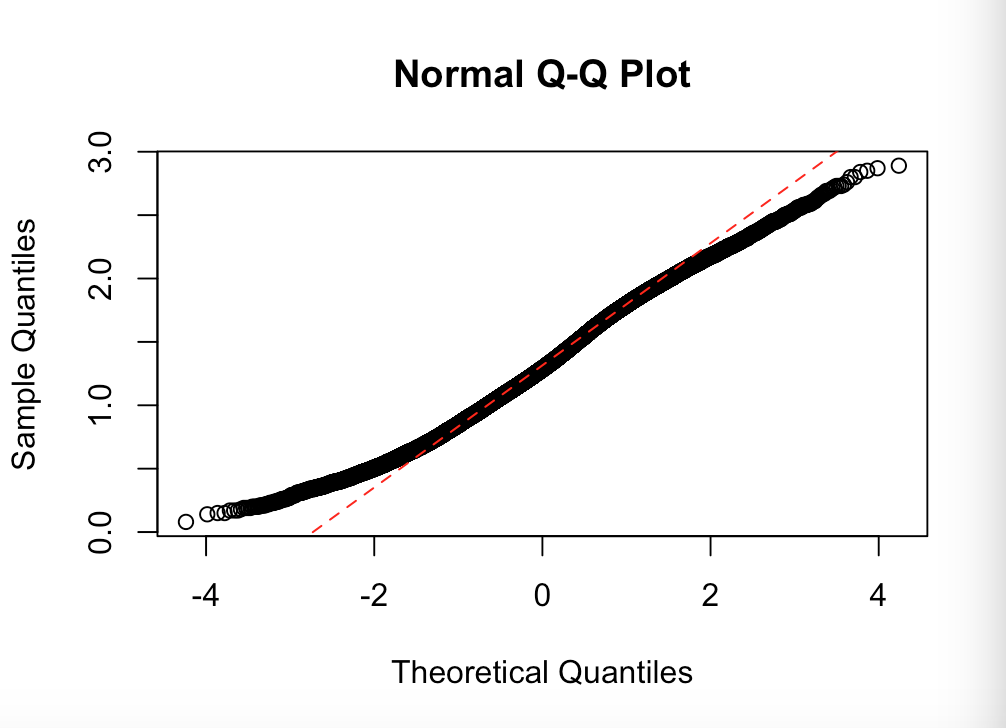 Normal Q-Q Plot
3.0
2.0
1.0
0.0
Sample Quantiles
-4 -2 0 2 4
Theoretical Quantiles